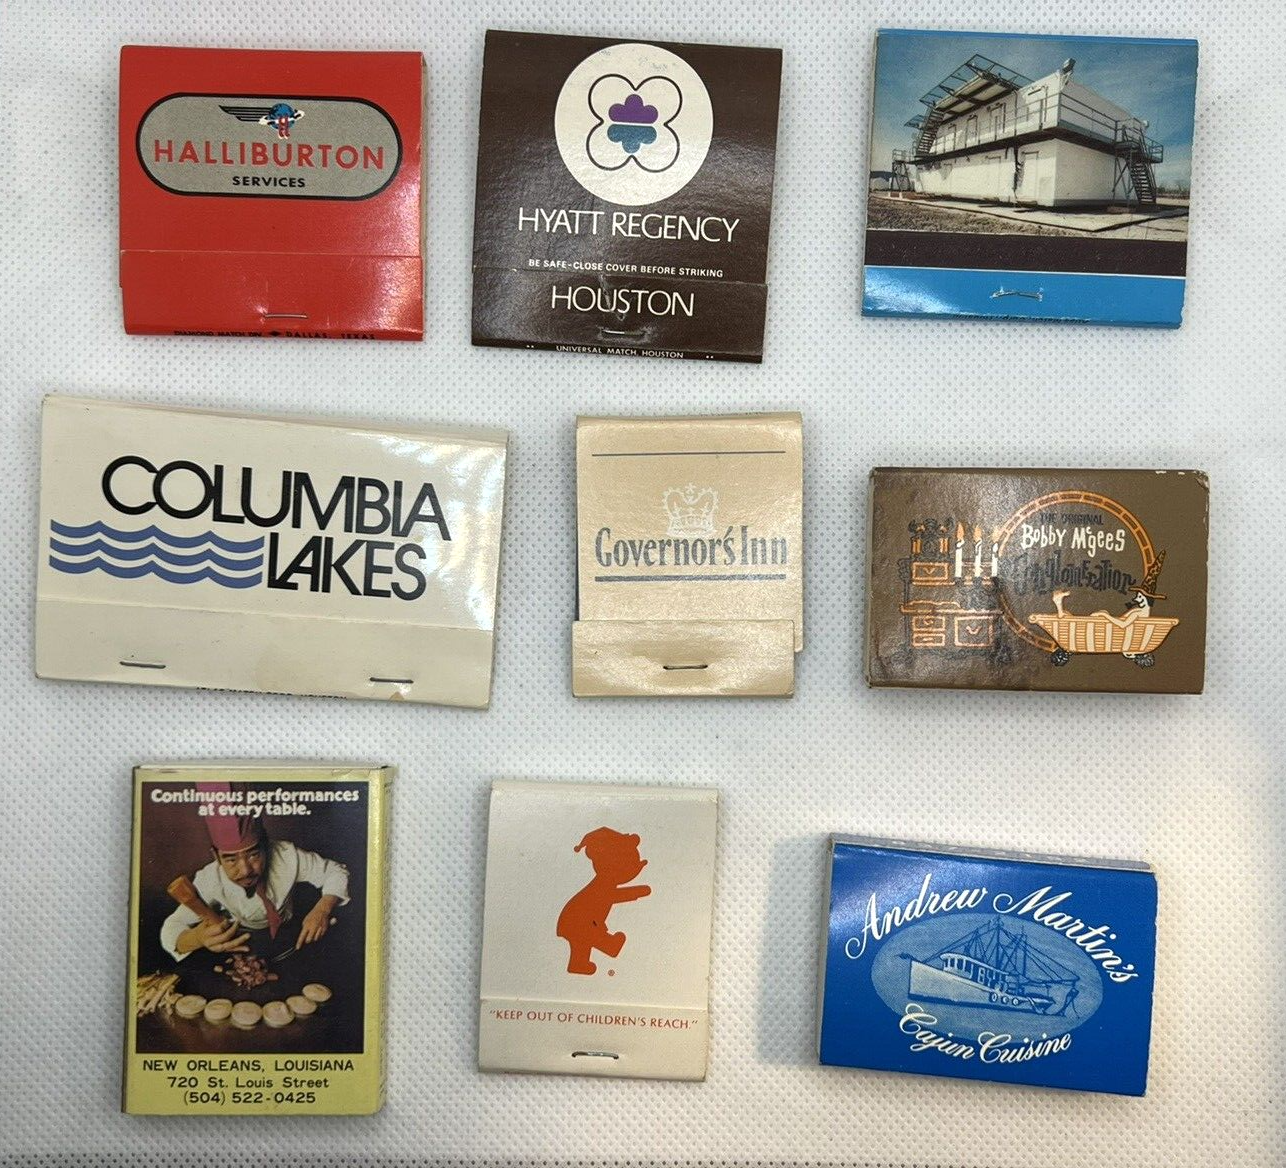 HALLIBURTON
SERVICES
DIAMOND MATCH DIV. DALLAS, TEXAS
HYATT REGENCY
BE SAFE-CLOSE COVER BEFORE STRIKING
HOUSTON
UNIVERSAL MATCH, HOUSTON
COLUMBIA
LAKES
Governor's Inn
THE ORIGINAL
Bobby McGees
Conglomeration
Continuous performances
at every table.
NEW ORLEANS, LOUISIANA
720 St. Louis Street
(504) 522-0425
®
"KEEP OUT OF CHILDREN'S REACH."
Andrew Martin's
Cajun Cuisine